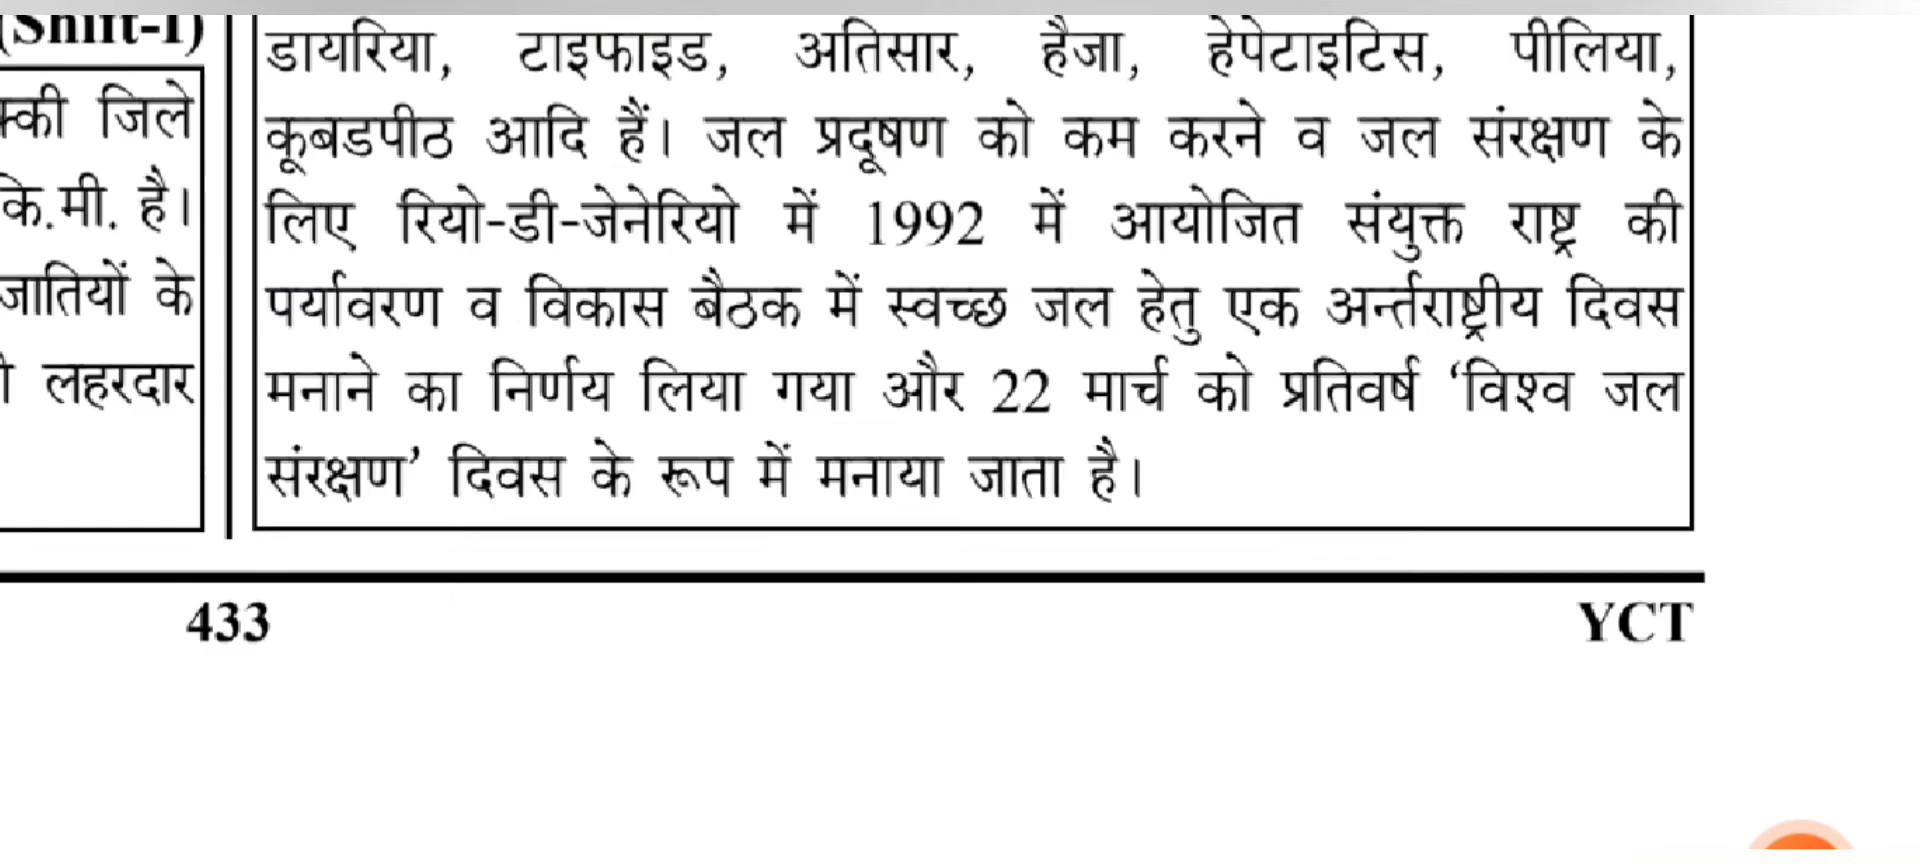 (Shift-I)
जिले
कि.मी. है।
जातियों के
लहरदार
डायरिया, टाइफाइड, अतिसार, हैजा, हेपेटाइटिस, पीलिया,
कूबडपीठ आदि हैं। जल प्रदूषण को कम करने व जल संरक्षण के
लिए रियो-डी-जेनेरियो में 1992 में आयोजित संयुक्त राष्ट्र की
पर्यावरण व विकास बैठक में स्वच्छ जल हेतु एक अर्न्तराष्ट्रीय दिवस
मनाने का निर्णय लिया गया और 22 मार्च को प्रतिवर्ष ‘विश्व जल
संरक्षण’ दिवस के रूप में मनाया जाता है।
433
YCT